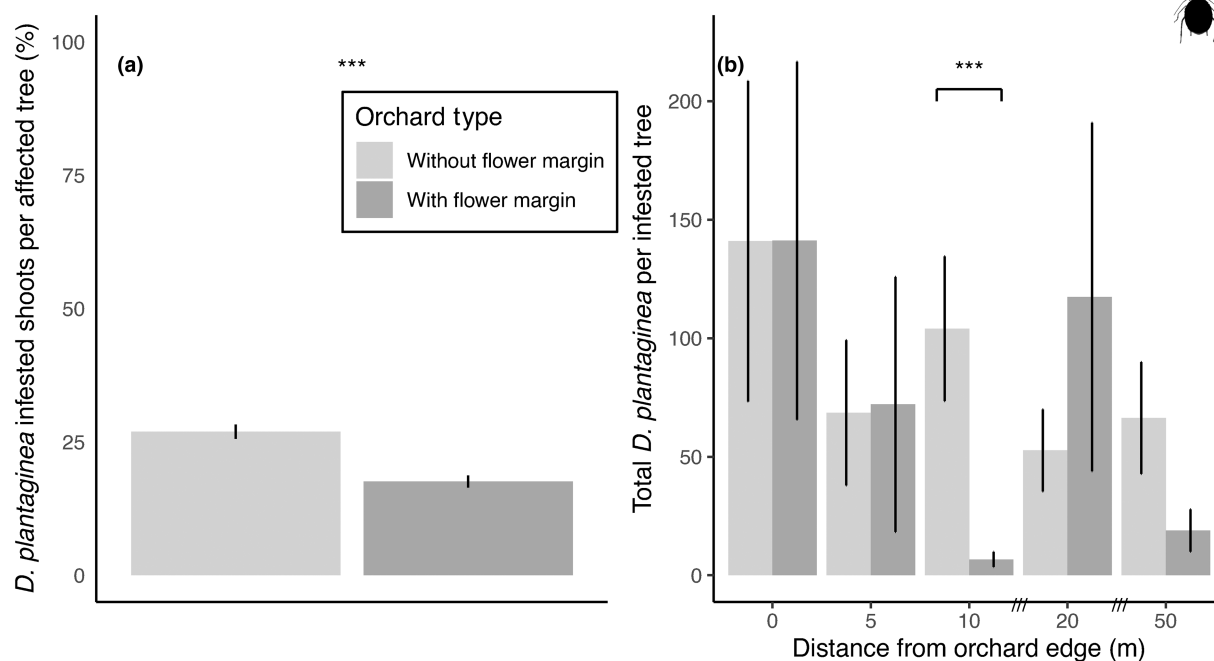 D. plantaginea infested shoots per affected tree (%)
100
75
50
25
0
(a)
***
Orchard type
Without flower margin
With flower margin
Total D. plantaginea per infested tree
200
150
100
50
0
(b)
***
0 5 10 20 50
Distance from orchard edge (m)